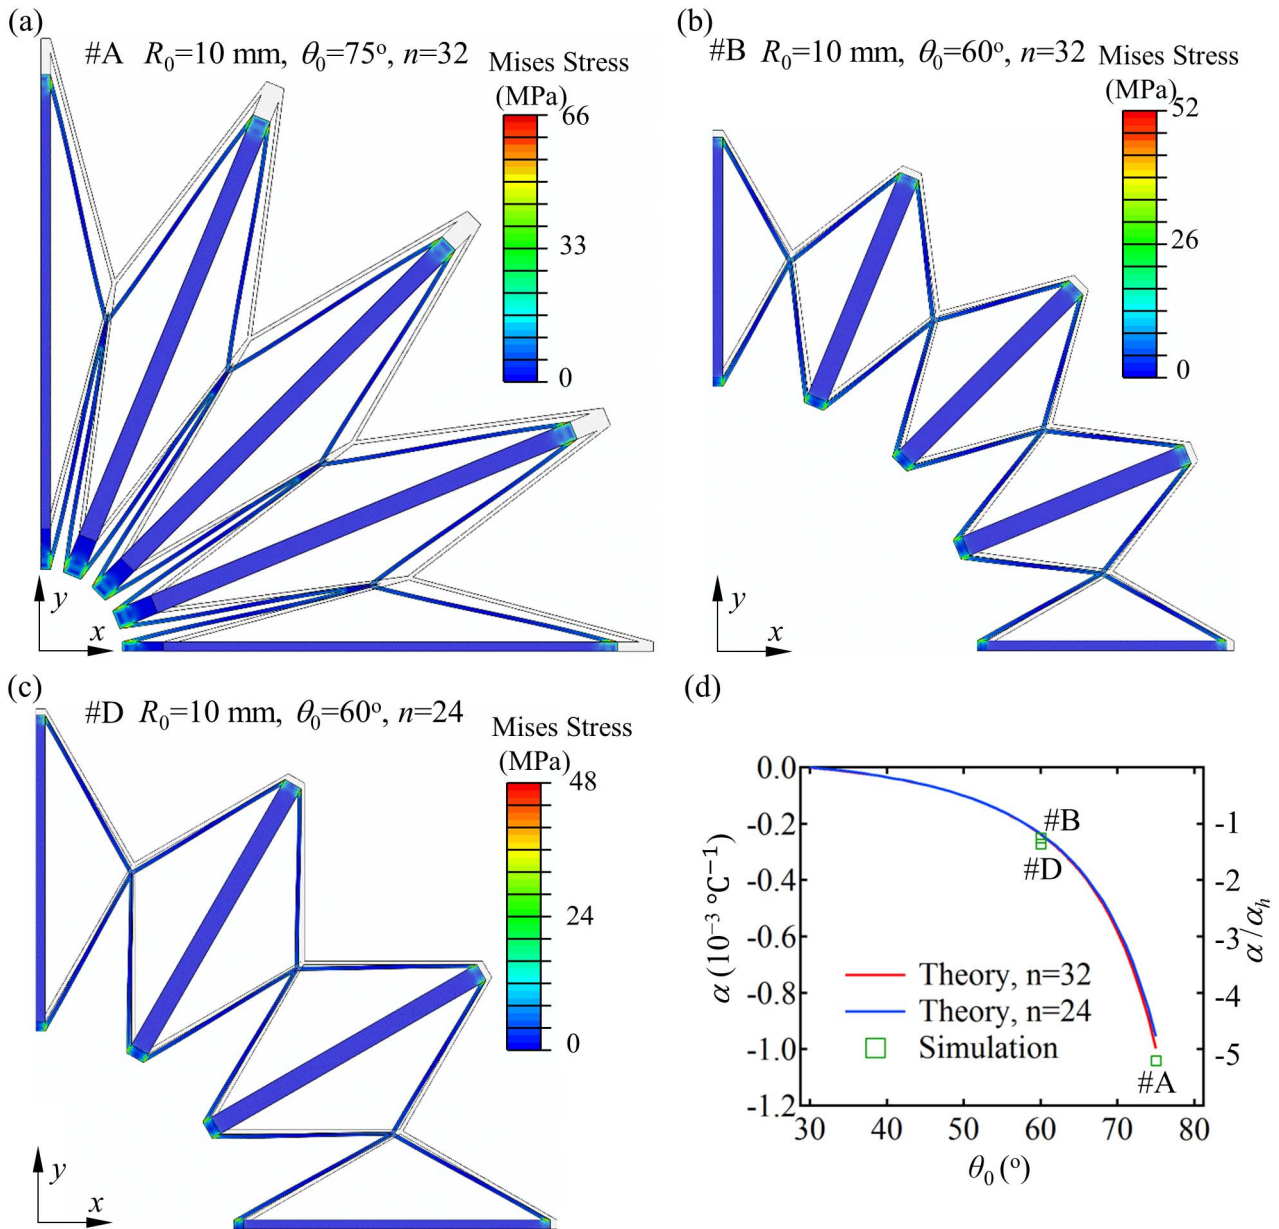 (a)
#A R₀=10 mm, θ₀=75°, n=32
Mises Stress
(MPa)
66
33
0
y
x
(b)
#B R₀=10 mm, θ₀=60°, n=32
Mises Stress
(MPa)
52
26
0
y
x
(c)
#D R₀=10 mm, θ₀=60°, n=24
Mises Stress
(MPa)
48
24
0
y
x
(d)
α (10⁻³ °C⁻¹)
0.0
-0.2
-0.4
-0.6
-0.8
-1.0
-1.2
#B
#D
#A
Theory, n=32
Theory, n=24
Simulation
-1
-2
-3
-4
-5
α/αₕ
30 40 50 60 70 80
θ₀ (°)